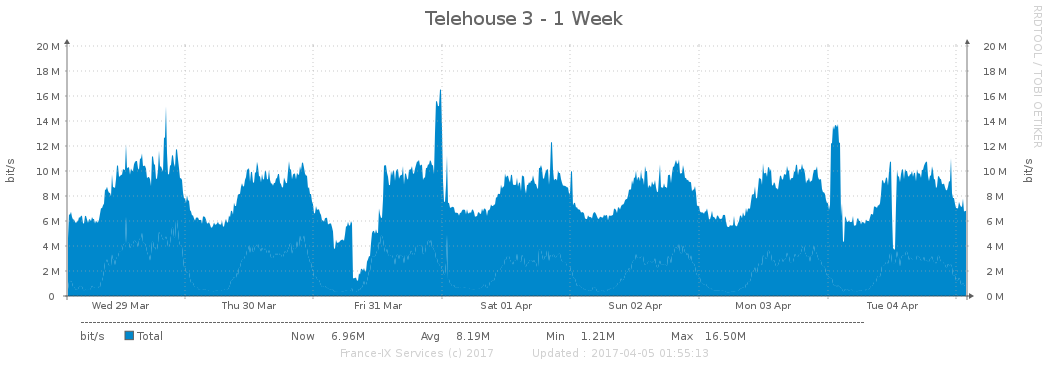 Telehouse 3 - 1 Week
RRDTOOL / TOBI OETIKER
20 M 20 M
18 M 18 M
16 M 16 M
14 M 14 M
12 M 12 M
10 M 10 M
8 M 8 M
6 M 6 M
4 M 4 M
2 M 2 M
0 0 M
bit/s
bit/s
Wed 29 Mar Thu 30 Mar Fri 31 Mar Sat 01 Apr Sun 02 Apr Mon 03 Apr Tue 04 Apr
bit/s Total Now 6.96M Avg 8.19M Min 1.21M Max 16.50M
France-IX Services (c) 2017 Updated : 2017-04-05 01:55:13